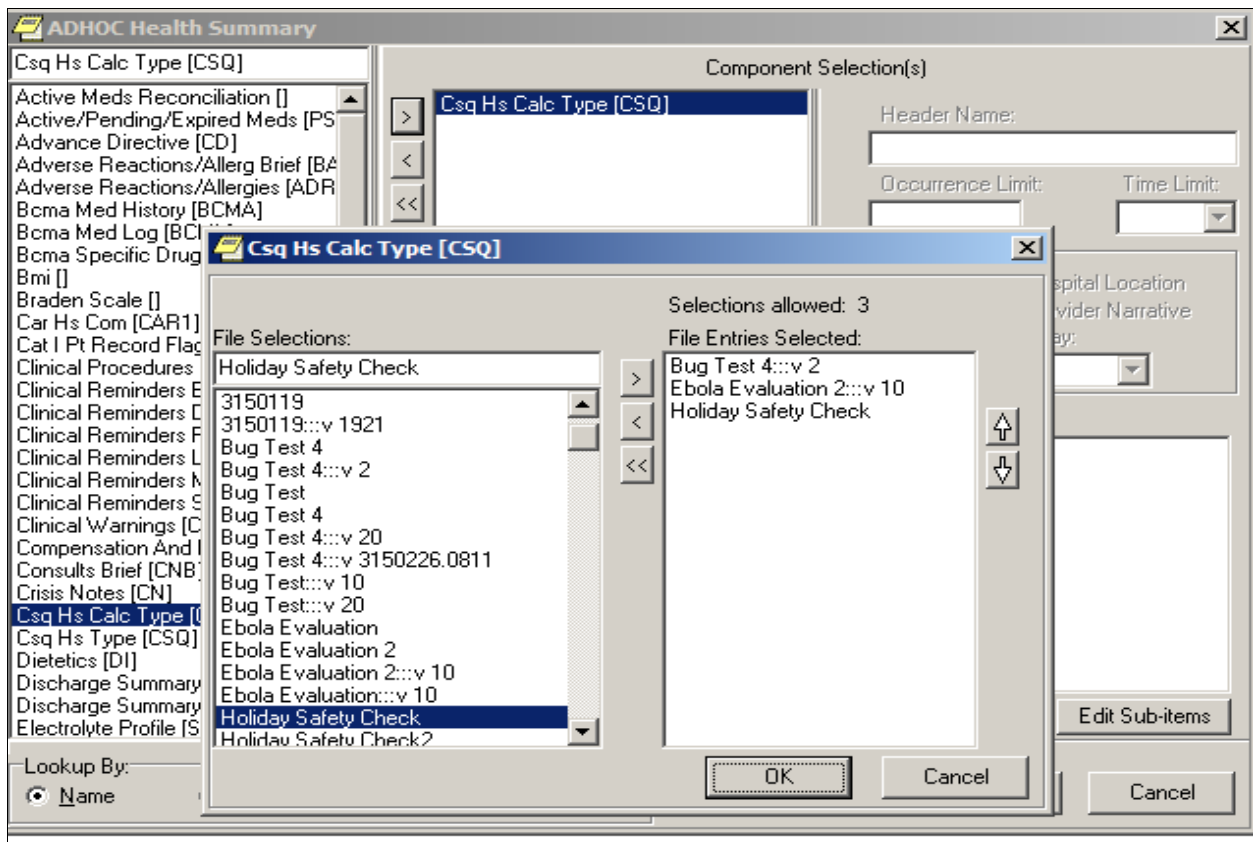 ADHOC Health Summary
Csq Hs Calc Type [CSQ]
Active Meds Reconciliation []
Active/Pending/Expired Meds [PS
Advance Directive [CD]
Adverse Reactions/Allerg Brief [BA
Adverse Reactions/Allergies [ADR
Bcma Med History [BCMA]
Bcma Med Log [BCM
Bcma Specific Drug
Bmi []
Braden Scale []
Car Hs Com [CAR1]
Cat I Pt Record Flag
Clinical Procedures
Clinical Reminders
Clinical Reminders
Clinical Reminders
Clinical Reminders
Clinical Reminders
Clinical Reminders
Clinical Warnings [C
Compensation And
Consults Brief [CNB]
Crisis Notes [CN]
Csq Hs Calc Type
Csq Hs Type [CSQ]
Dietetics [DI]
Discharge Summary
Discharge Summary
Electrolyte Profile [S
Lookup By:
Name
Component Selection(s)
>
<
<<
Csq Hs Calc Type [CSQ]
Header Name:
Occurrence Limit:
Time Limit:
spital Location
vider Narrative
ay:
Edit Sub-items
Cancel
Csq Hs Calc Type [CSQ]
Selections allowed: 3
File Selections:
Holiday Safety Check
3150119
3150119:::v 1921
Bug Test 4
Bug Test 4:::v 2
Bug Test
Bug Test 4
Bug Test 4:::v 20
Bug Test 4:::v 3150226.0811
Bug Test:::v 10
Bug Test:::v 20
Ebola Evaluation
Ebola Evaluation 2
Ebola Evaluation 2:::v 10
Ebola Evaluation:::v 10
Holiday Safety Check
Holiday Safety Check2
>
<
<<
File Entries Selected:
Bug Test 4:::v 2
Ebola Evaluation 2:::v 10
Holiday Safety Check
OK
Cancel